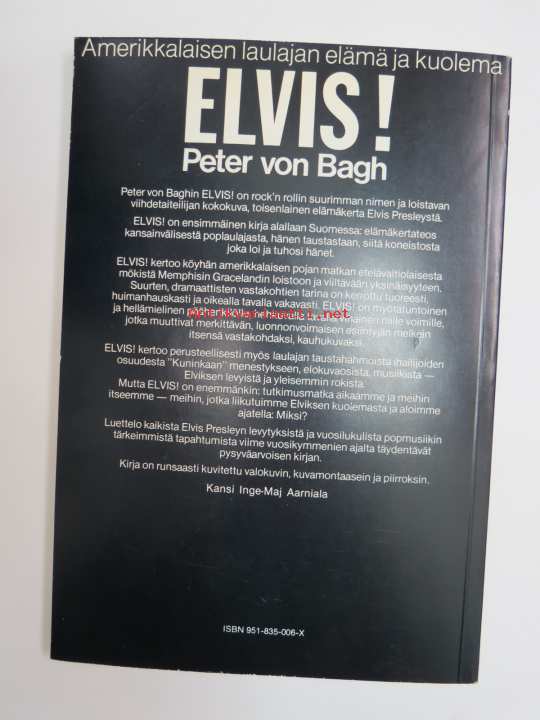 Amerikkalaisen laulajan elämä ja kuolema
ELVIS!
Peter von Bagh
Peter von Baghin ELVIS! on rock'n rollin suurimman nimen ja loistavan
viihdetaiteilijan kokokuva, toisenlainen elämäkerta Elvis Presleystä.
ELVIS! on ensimmäinen kirja alallaan Suomessa: elämäkertateos
kansainvälisestä poplaulajasta, hänen taustastaan, siitä koneistosta
joka loi ja tuhosi hänet.
ELVIS! kertoo köyhän amerikkalaisen pojan matkan etelävaltiolaisesta
mökistä Memphisin Gracelandin loistoon ja viiltävään yksinäisyyteen.
Suurten, dramaattisten vastakohtien tarina on kerrottu tuoreesti,
huimanhauskasti ja oikealla tavalla vakavasti. ELVIS! on myötätuntoinen
ja hellämielinen näille voimille,
jotka muuttivat merkittävän, luonnonvoimaisen esiintyjän melkein
itsensä vastakohdaksi, kauhukuvaksi.
ELVIS! kertoo perusteellisesti myös laulajan taustahahmoista ihailijoiden
osuudesta "Kuninkaan" menestykseen, elokuvaosista, musiikista —
Elviksen levyistä ja yleisemmin rokista.
Mutta ELVIS! on enemmänkin: tutkimusmatka aikaamme ja meihin
itseemme — meihin, jotka liikutuimme Elviksen kuolemasta ja aloimme
ajatella: Miksi?
Luettelo kaikista Elvis Presleyn levytyksistä ja vuosilukulista popmusiikin
tärkeimmistä tapahtumista viime vuosikymmenien ajalta täydentävät
pysyväarvoisen kirjan.
Kirja on runsaasti kuvitettu valokuvin, kuvamontaasein ja piirroksin.
Kansi Inge-Maj Aarniala
ISBN 951-835-006-X